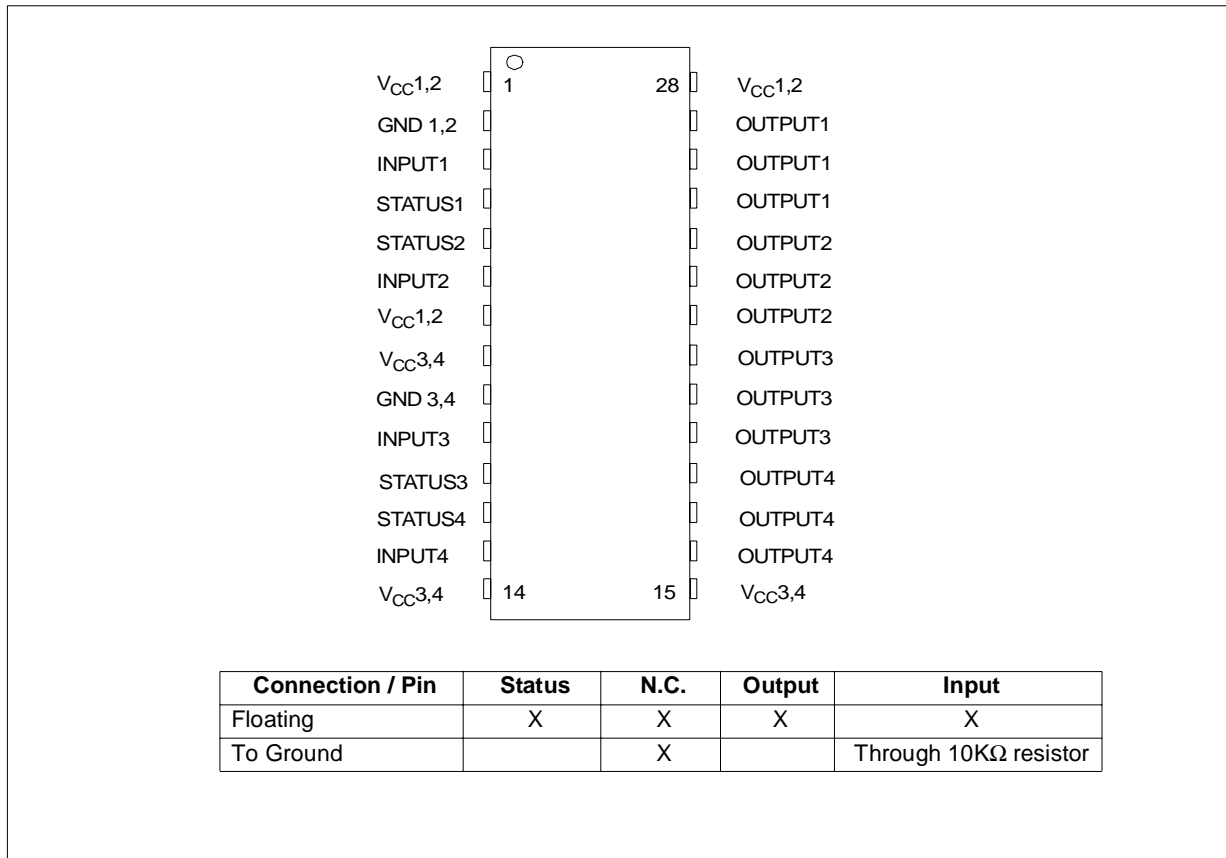 V_CC1,2 1 28 V_CC1,2
GND 1,2 OUTPUT1
INPUT1 OUTPUT1
STATUS1 OUTPUT1
STATUS2 OUTPUT2
INPUT2 OUTPUT2
V_CC1,2 OUTPUT2
V_CC3,4 OUTPUT3
GND 3,4 OUTPUT3
INPUT3 OUTPUT3
STATUS3 OUTPUT4
STATUS4 OUTPUT4
INPUT4 OUTPUT4
V_CC3,4 14 15 V_CC3,4
Connection / Pin Status N.C. Output Input
Floating X X X X
To Ground X Through 10KΩ resistor